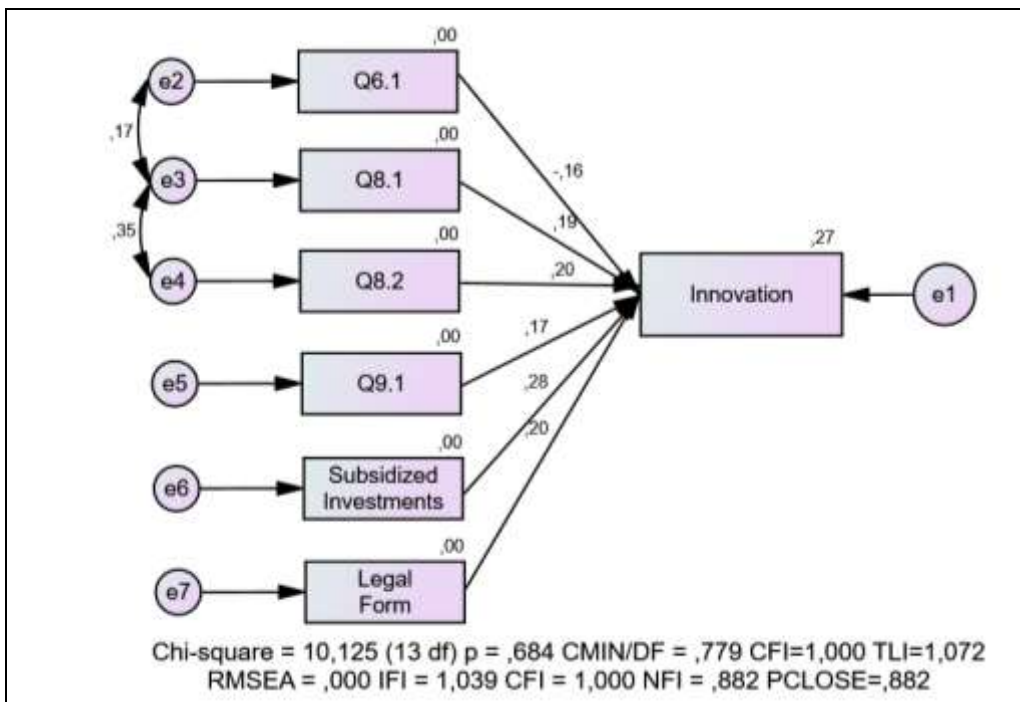 ,00
e2
Q6.1
,17
,00
-,16
e3
Q8.1
,19
,35
,00
,27
e4
Q8.2
,20
Innovation
e1
,00
,17
e5
Q9.1
,28
,00
,20
e6
Subsidized
Investments
,00
e7
Legal
Form
Chi-square = 10,125 (13 df) p = ,684 CMIN/DF = ,779 CFI=1,000 TLI=1,072
RMSEA = ,000 IFI = 1,039 CFI = 1,000 NFI = ,882 PCLOSE=,882